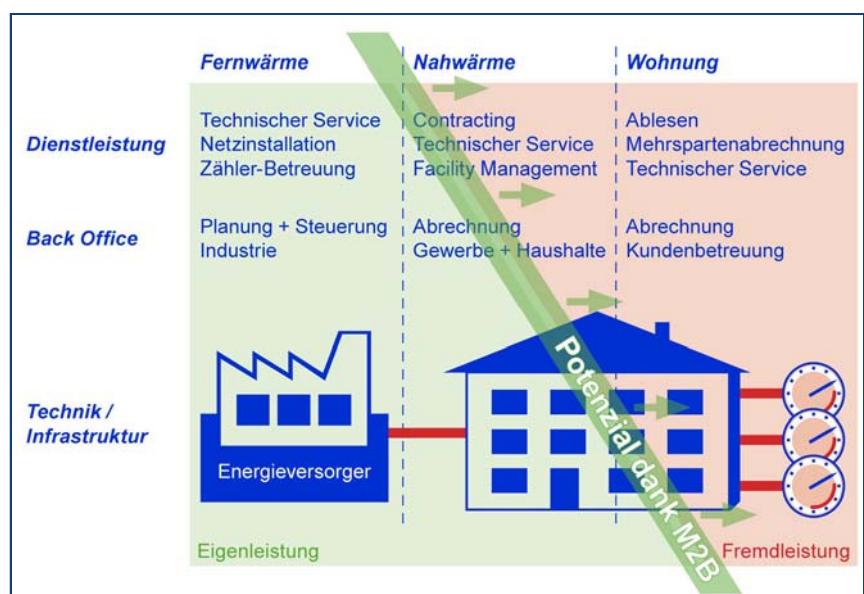 Fernwärme
Nahwärme
Wohnung
Dienstleistung
Technischer Service
Netzinstallation
Zähler-Betreuung
Contracting
Technischer Service
Facility Management
Ablesen
Mehrspartenabrechnung
Technischer Service
Back Office
Planung + Steuerung
Industrie
Abrechnung
Gewerbe + Haushalte
Abrechnung
Kundenbetreuung
Technik /
Infrastruktur
Energieversorger
Potenzial dank M2B
Eigenleistung
Fremdleistung